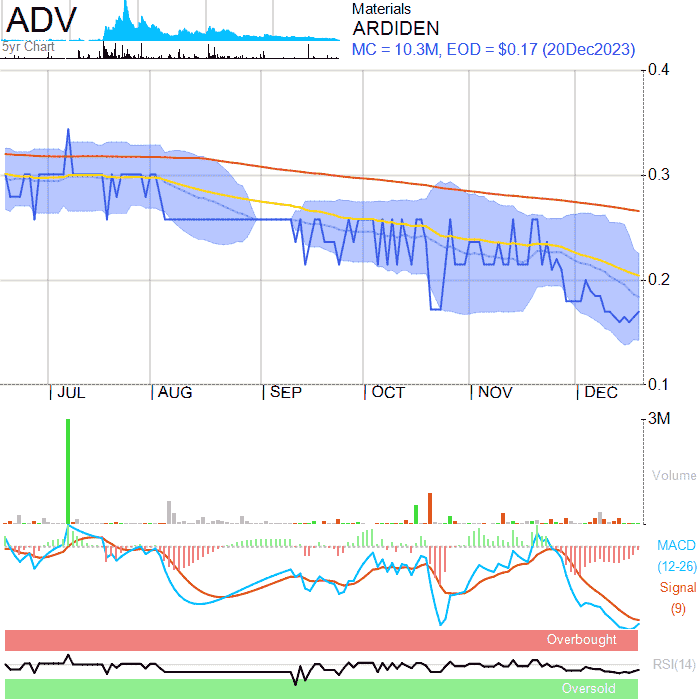 ADV
5yr Chart
Materials
ARDIDEN
MC = 10.3M, EOD = $0.17 (20Dec2023)
0.4
0.3
0.2
0.1
JUL AUG SEP OCT NOV DEC
3M
Volume
MACD
(12-26)
Signal
(9)
Overbought
RSI(14)
Oversold